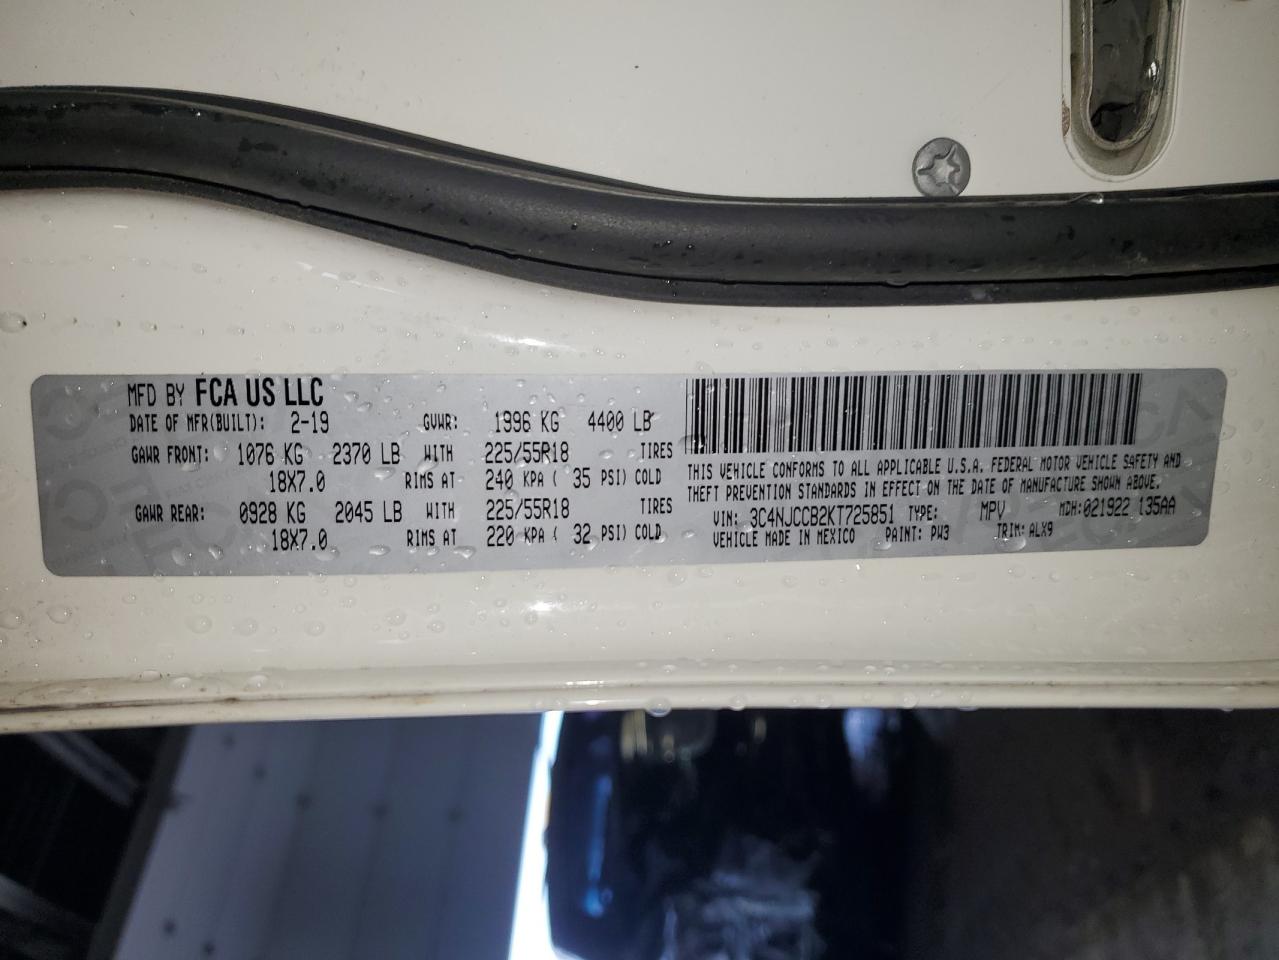 MFD BY FCA US LLC
DATE OF MFR(BUILT): 2-19 GVWR: 1996 KG 4400 LB
GAWR FRONT: 1076 KG 2370 LB WITH 225/55R18 TIRES
18X7.0 RIMS AT 240 KPA ( 35 PSI) COLD
GAWR REAR: 0928 KG 2045 LB WITH 225/55R18 TIRES
18X7.0 RIMS AT 220 KPA ( 32 PSI) COLD
THIS VEHICLE CONFORMS TO ALL APPLICABLE U.S.A. FEDERAL MOTOR VEHICLE SAFETY AND
THEFT PREVENTION STANDARDS IN EFFECT ON THE DATE OF MANUFACTURE SHOWN ABOVE.
VIN: 3C4NJCCB2KT725851 TYPE: MPV MDH:021922 135AA
VEHICLE MADE IN MEXICO PAINT: PW3 TRIM: ALX9